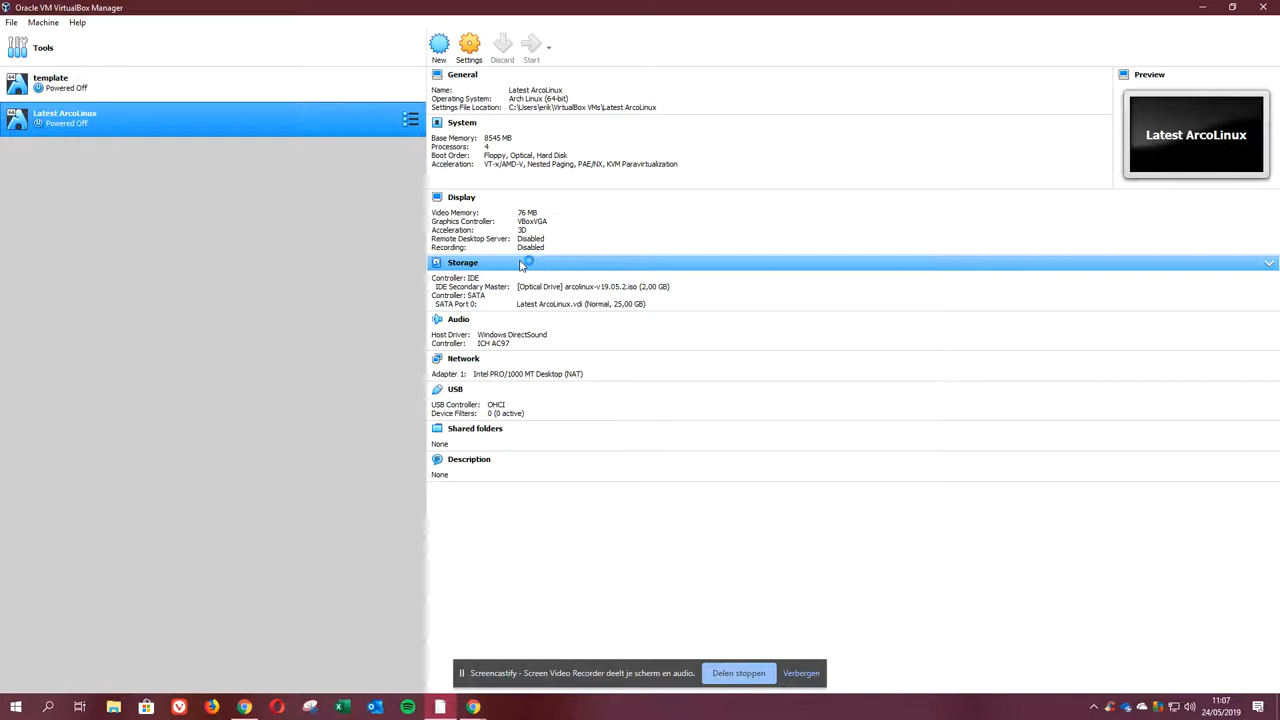 Oracle VM VirtualBox Manager
File Machine Help
Tools
New Settings Discard Start
64 template
Powered Off
64 Latest ArcoLinux
Powered Off
General
Name: Latest ArcoLinux
Operating System: Arch Linux (64-bit)
Settings File Location: C:\Users\erik\VirtualBox VMs\Latest ArcoLinux
System
Base Memory: 8545 MB
Processors: 4
Boot Order: Floppy, Optical, Hard Disk
Acceleration: VT-x/AMD-V, Nested Paging, PAE/NX, KVM Paravirtualization
Preview
Latest ArcoLinux
Display
Video Memory: 76 MB
Graphics Controller: VBoxVGA
Acceleration: 3D
Remote Desktop Server: Disabled
Recording: Disabled
Storage
Controller: IDE
IDE Secondary Master: [Optical Drive] arcolinux-v19.05.2.iso (2,00 GB)
Controller: SATA
SATA Port 0: Latest ArcoLinux.vdi (Normal, 25,00 GB)
Audio
Host Driver: Windows DirectSound
Controller: ICH AC97
Network
Adapter 1: Intel PRO/1000 MT Desktop (NAT)
USB
USB Controller: OHCI
Device Filters: 0 (0 active)
Shared folders
None
Description
None
Screencastify - Screen Video Recorder deelt je scherm en audio. Delen stoppen Verbergen
11:07
24/05/2019